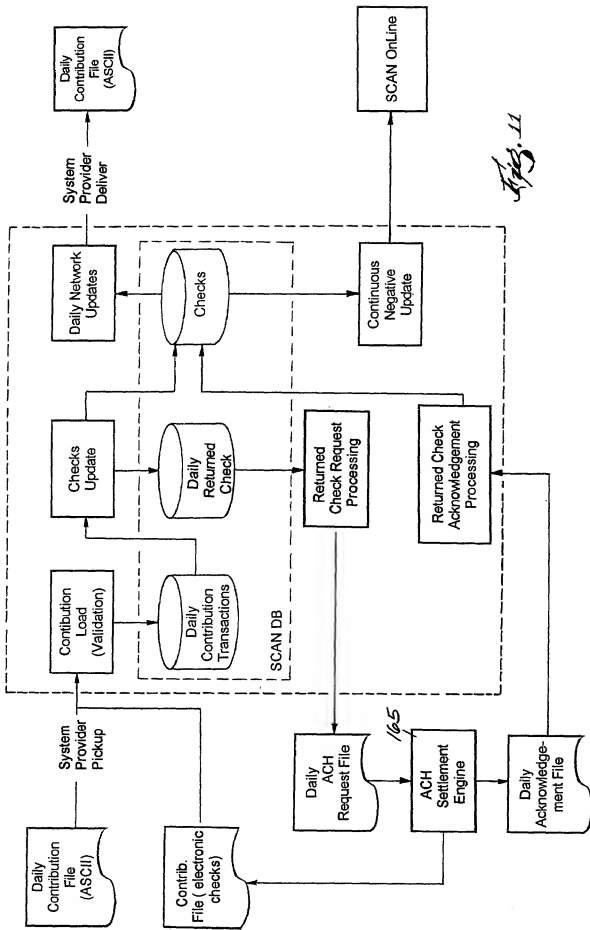 Daily
Contribution
File
(ASCII)
System
Provider
Pickup
Contrib.
File ( electronic
checks)
Contibution
Load
(Validation)
Daily
Contribution
Transactions
SCAN DB
Checks
Update
Daily
Returned
Check
Daily Network
Updates
Checks
System
Provider
Deliver
Daily
Contribution
File
(ASCII)
Returned
Check Request
Processing
Continuous
Negative
Update
SCAN OnLine
Daily
ACH
Request File
165
ACH
Settlement
Engine
Daily
Acknowledge-
ment File
Returned Check
Acknowledgement
Processing
Fig. 11